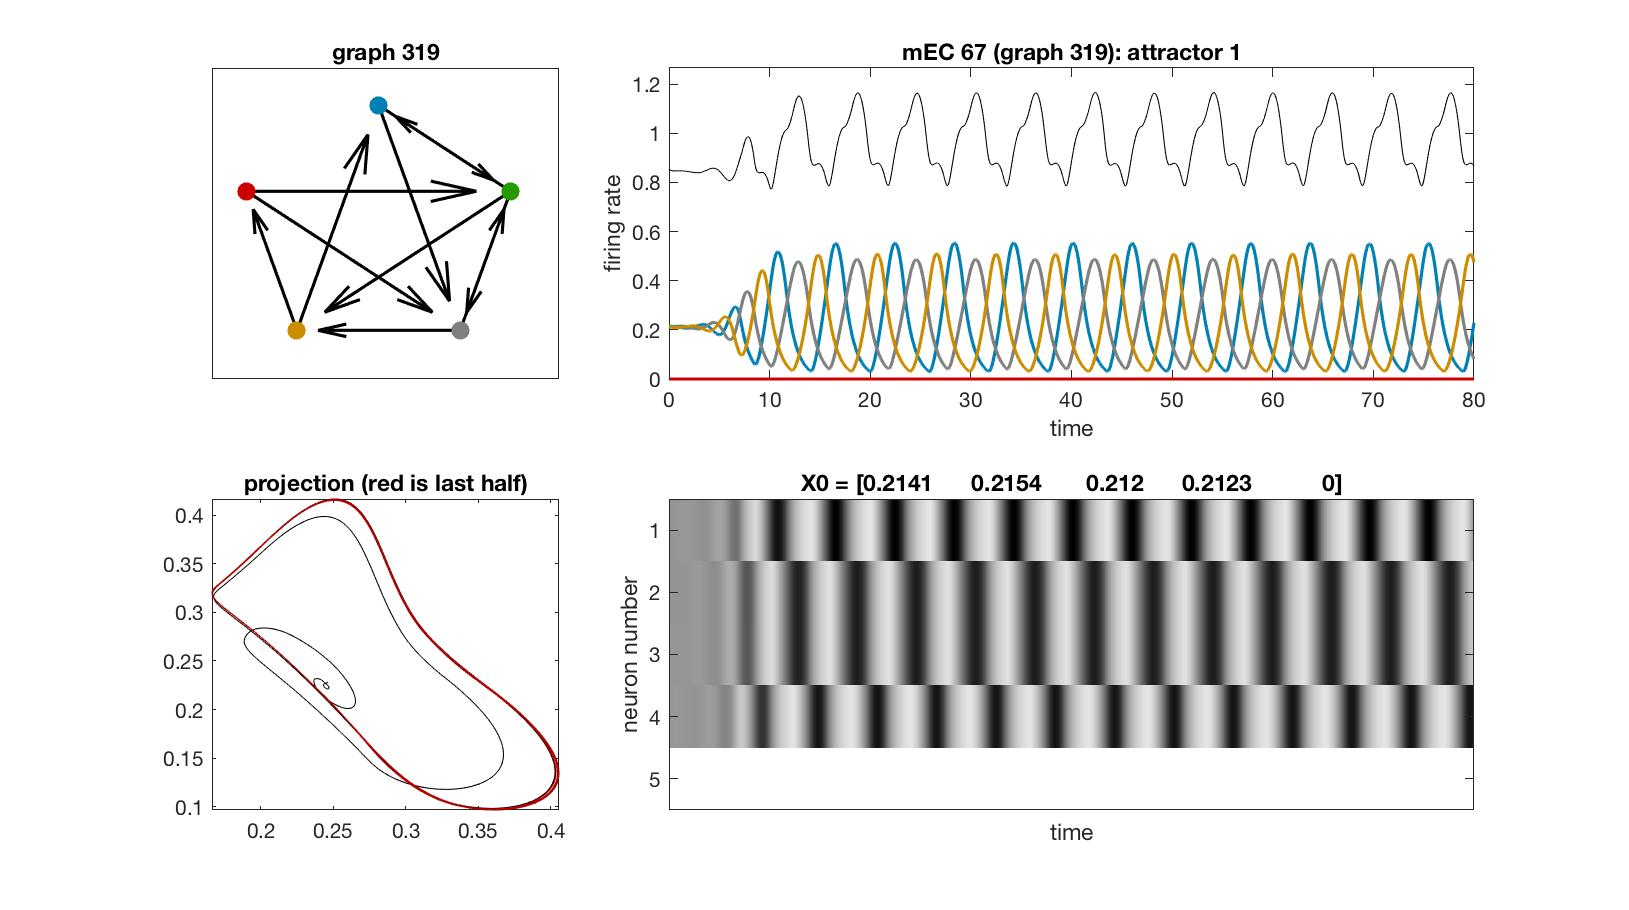 graph 319
mEC 67 (graph 319): attractor 1
1.2
1
0.8
0.6
0.4
0.2
0
firing rate
0 10 20 30 40 50 60 70 80
time
projection (red is last half)
0.4
0.35
0.3
0.25
0.2
0.15
0.1
0.2 0.25 0.3 0.35 0.4
X0 = [0.2141 0.2154 0.212 0.2123 0]
1
2
3
4
5
neuron number
time